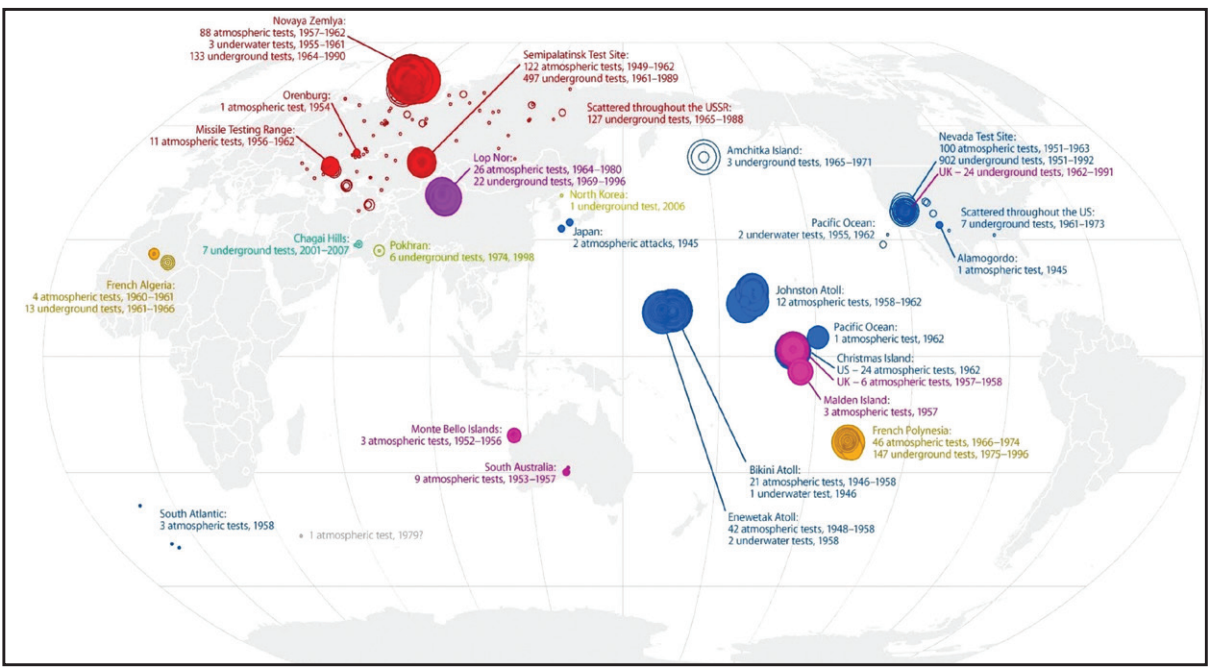 Novaya Zemlya:
88 atmospheric tests, 1957–1962
3 underwater tests, 1955–1961
133 underground tests, 1964–1990
Semipalatinsk Test Site:
122 atmospheric tests, 1949–1962
497 underground tests, 1961–1989
Orenburg:
1 atmospheric test, 1954
Scattered throughout the USSR:
127 underground tests, 1965–1988
Missile Testing Range:
11 atmospheric tests, 1956–1962
Lop Nor:
26 atmospheric tests, 1964–1980
22 underground tests, 1969–1996
Amchitka Island:
3 underground tests, 1965–1971
Nevada Test Site:
100 atmospheric tests, 1951–1963
902 underground tests, 1951–1992
UK – 24 underground tests, 1962–1991
North Korea:
1 underground test, 2006
Japan:
2 atmospheric attacks, 1945
Pacific Ocean:
2 underwater tests, 1955, 1962
Scattered throughout the US:
7 underground tests, 1961–1973
Alamogordo:
1 atmospheric test, 1945
Chagai Hills:
7 underground tests, 2001–2007
Pokhran:
6 underground tests, 1974, 1998
French Algeria:
4 atmospheric tests, 1960–1961
13 underground tests, 1961–1966
Johnston Atoll:
12 atmospheric tests, 1958–1962
Pacific Ocean:
1 atmospheric test, 1962
Christmas Island:
US – 24 atmospheric tests, 1962
UK – 6 atmospheric tests, 1957–1958
Malden Island:
3 atmospheric tests, 1957
Monte Bello Islands:
3 atmospheric tests, 1952–1956
French Polynesia:
46 atmospheric tests, 1966–1974
147 underground tests, 1975–1996
South Australia:
9 atmospheric tests, 1953–1957
Bikini Atoll:
21 atmospheric tests, 1946–1958
1 underwater test, 1946
South Atlantic:
3 atmospheric tests, 1958
Enewetak Atoll:
42 atmospheric tests, 1948–1958
2 underwater tests, 1958
1 atmospheric test, 1979?